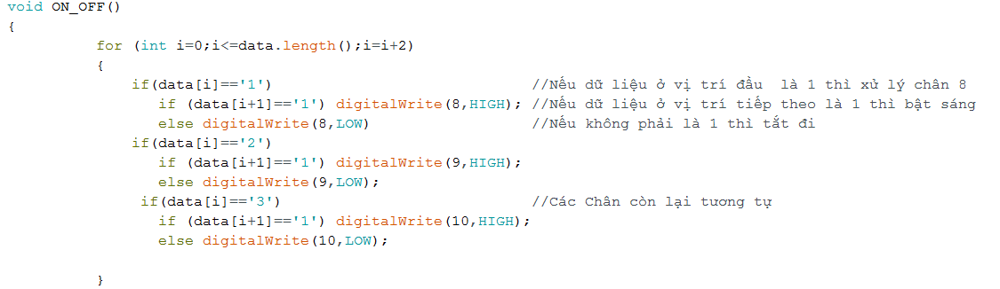 void ON_OFF()
{
for (int i=0;i<=data.length();i=i+2)
{
if(data[i]=='1') //Nếu dữ liệu ở vị trí đầu là 1 thì xử lý chân 8
if (data[i+1]=='1') digitalWrite(8,HIGH); //Nếu dữ liệu ở vị trí tiếp theo là 1 thì bật sáng
else digitalWrite(8,LOW) //Nếu không phải là 1 thì tắt đi
if(data[i]=='2')
if (data[i+1]=='1') digitalWrite(9,HIGH);
else digitalWrite(9,LOW);
if(data[i]=='3') //Các Chân còn lại tương tự
if (data[i+1]=='1') digitalWrite(10,HIGH);
else digitalWrite(10,LOW);
}